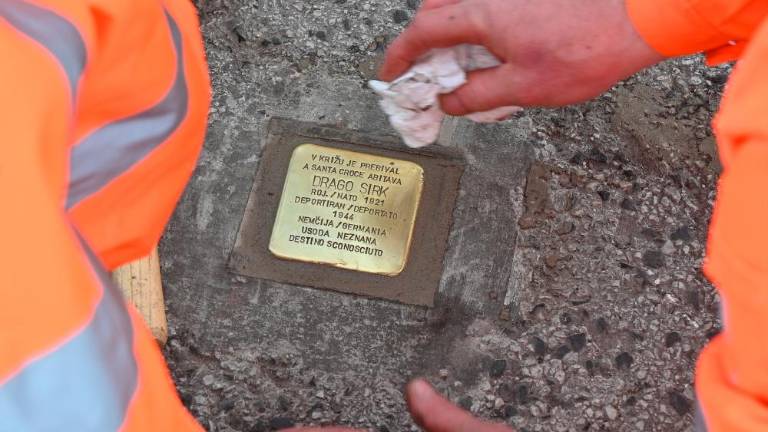 V KRIŽU JE PREBIVAL
A SANTA CROCE ABITAVA
DRAGO SIRK
ROJ./NATO 1921
DEPORTIRAN/DEPORTATO
1944
NEMČIJA/GERMANIA
USODA NEZNANA
DESTINO SCONOSCIUTO